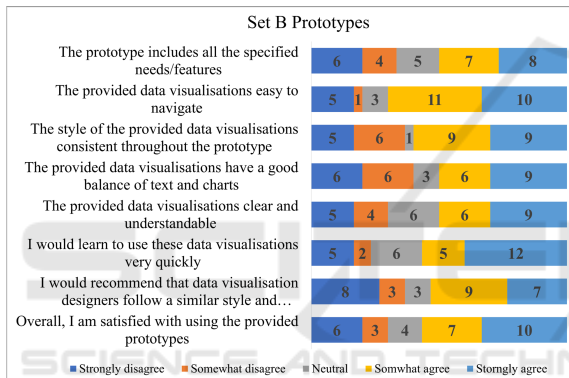 Set B Prototypes
The prototype includes all the specified
needs/features
6 4 5 7 8
The provided data visualisations easy to
navigate
5 1 3 11 10
The style of the provided data visualisations
consistent throughout the prototype
5 6 1 9 9
The provided data visualisations have a good
balance of text and charts
6 6 3 6 9
The provided data visualisations clear and
understandable
5 4 6 6 9
I would learn to use these data visualisations
very quickly
5 2 6 5 12
I would recommend that data visualisation
designers follow a similar style and…
8 3 3 9 7
Overall, I am satisfied with using the provided
prototypes
6 3 4 7 10
Strongly disagree Somewhat disagree Neutral Somwhat agree Storngly agree